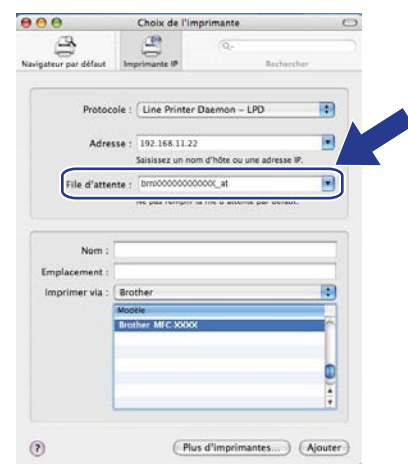 Choix de l'imprimante
Q-
Navigateur par défaut Imprimante IP Rechercher
Protocole : Line Printer Daemon – LPD
Adresse : 192.168.11.22
Saisissez un nom d'hôte ou une adresse IP.
File d'attente : brnXXXXXXXXXXXX_at
Ne pas remplir la file d'attente par défaut.
Nom :
Emplacement :
Imprimer via : Brother
Modèle
Brother MFC-XXXX
? Plus d'imprimantes... Ajouter